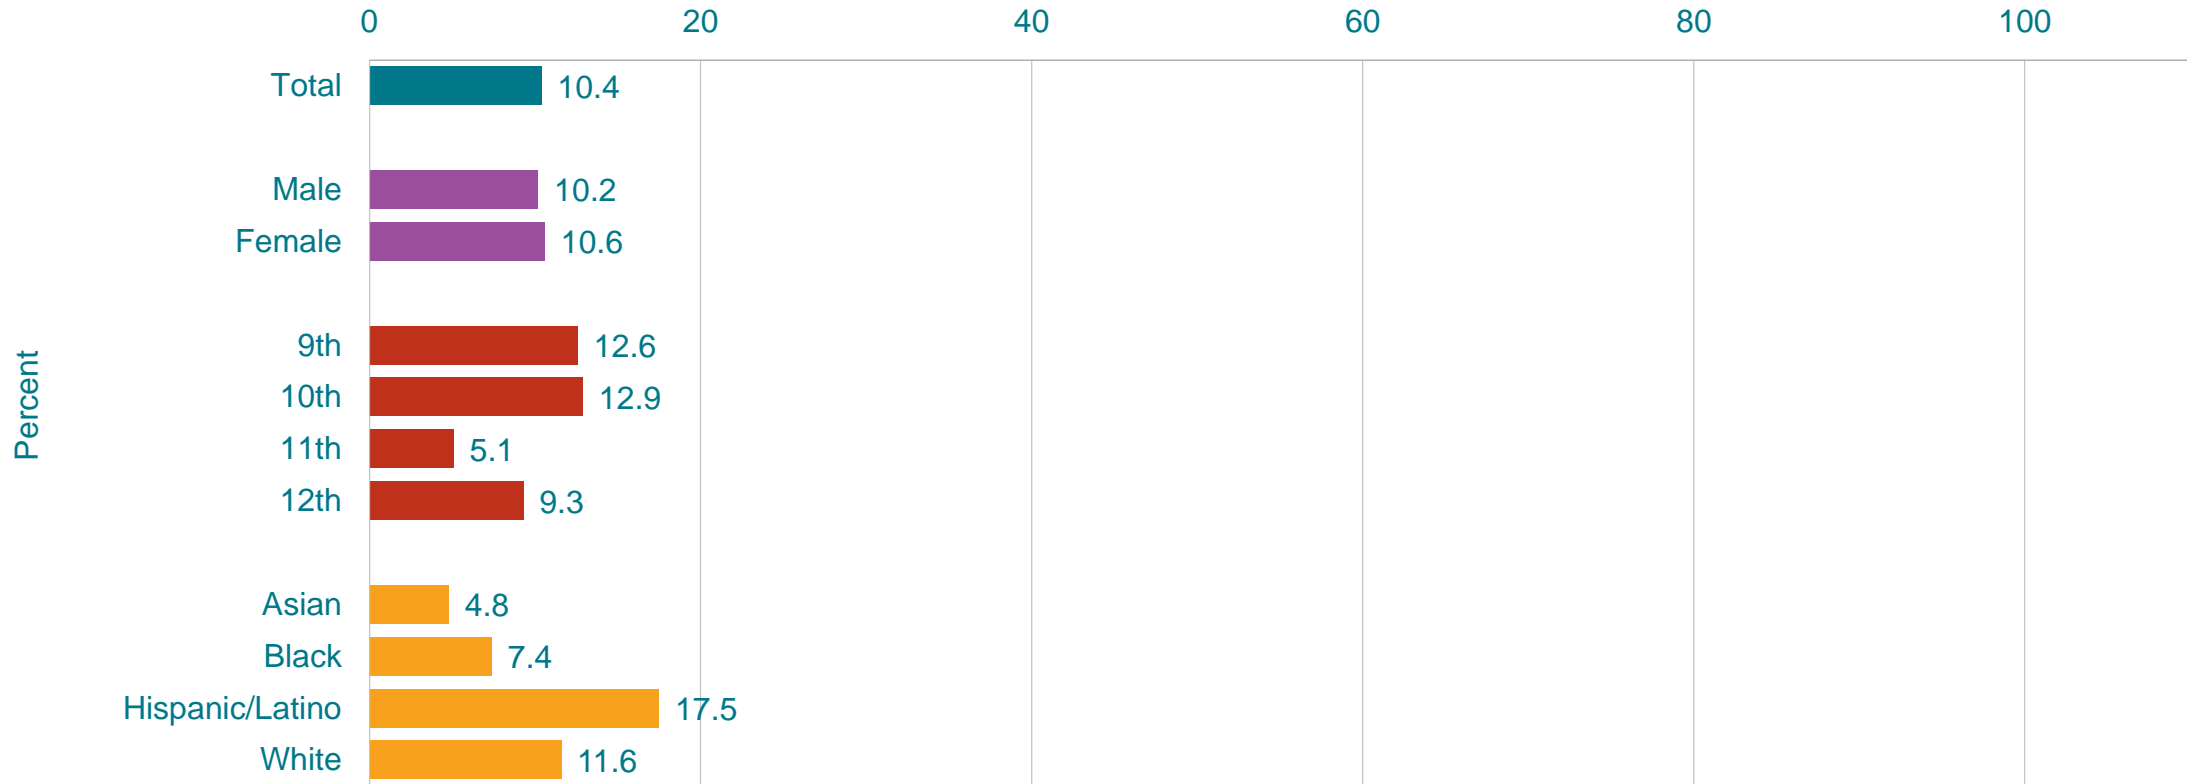 0 20 40 60 80 100
Total 10.4
Male 10.2
Female 10.6
9th 12.6
10th 12.9
11th 5.1
12th 9.3
Asian 4.8
Black 7.4
Hispanic/Latino 17.5
White 11.6
Percent